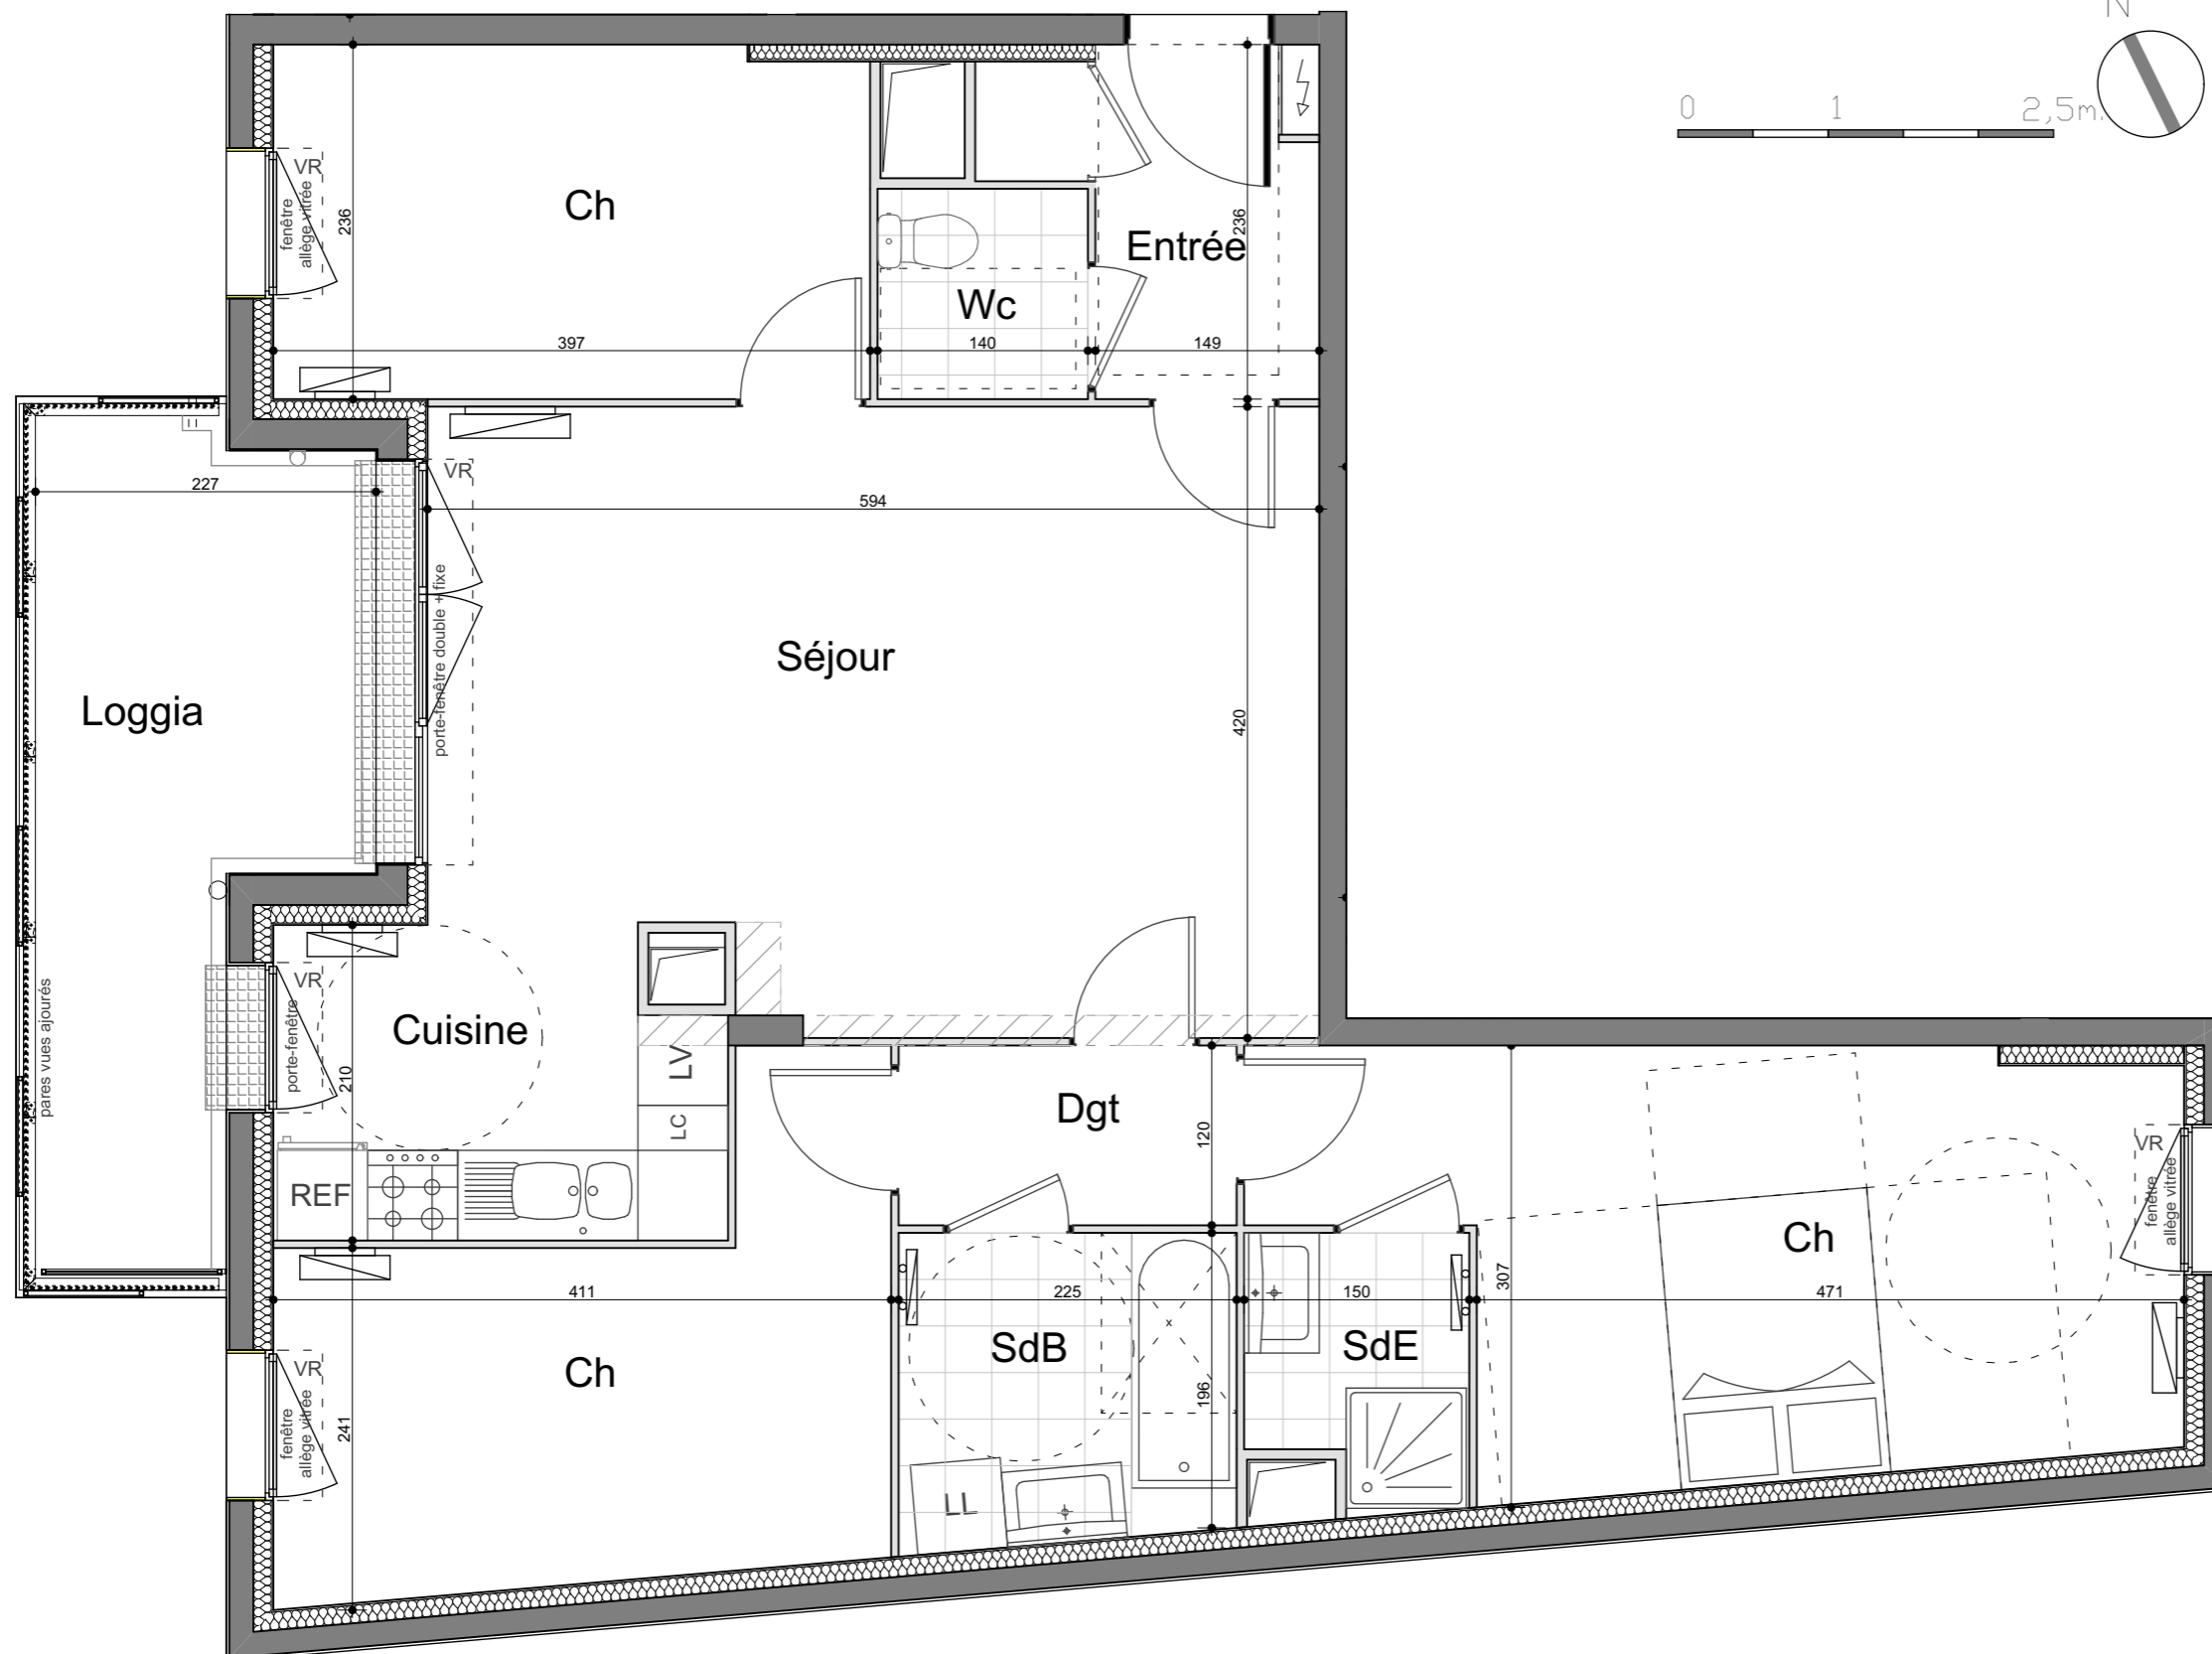 N
0 1 2,5m.
Ch
VR
fenêtre
allège vitrée
236
Entrée
236
Wc
397
140
149
VR
227
594
porte-fenêtre double + fixe
Séjour
Loggia
420
pares vues ajourés
VR
porte-fenêtre
Cuisine
210
LV
LC
REF
Dgt
120
VR
fenêtre
allège vitrée
Ch
307
411
225
150
471
SdB
SdE
VR
fenêtre
allège vitrée
Ch
241
196
LL